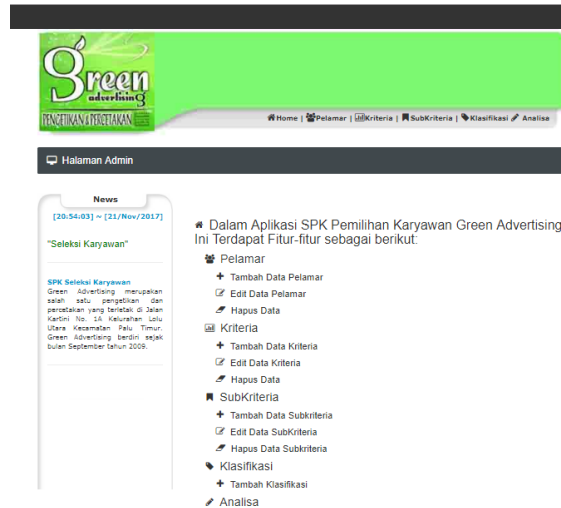 Green
advertising
PENGETIKAN & PERCETAKAN
Home | Pelamar | Kriteria | SubKriteria | Klasifikasi Analisa
Halaman Admin
News
[20:54:03] ~ [21/Nov/2017]
"Seleksi Karyawan"
SPK Seleksi Karyawan
Green Advertising merupakan
salah satu pengetikan dan
percetakan yang terletak di Jalan
Kartini No. 1A Kelurahan Lolu
Utara Kecamatan Palu Timur.
Green Advertising berdiri sejak
bulan September tahun 2009.
Dalam Aplikasi SPK Pemilihan Karyawan Green Advertising
Ini Terdapat Fitur-fitur sebagai berikut:
Pelamar
Tambah Data Pelamar
Edit Data Pelamar
Hapus Data
Kriteria
Tambah Data Kriteria
Edit Data Kriteria
Hapus Data
SubKriteria
Tambah Data Subkriteria
Edit Data SubKriteria
Hapus Data Subkriteria
Klasifikasi
Tambah Klasifikasi
Analisa